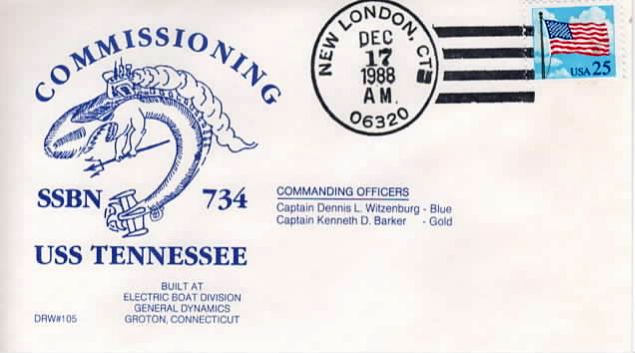 COMMISSIONING
SSBN 734
USS TENNESSEE
BUILT AT
ELECTRIC BOAT DIVISION
GENERAL DYNAMICS
GROTON, CONNECTICUT
DRW#105
NEW LONDON, CT
DEC
17
1988
A.M.
06320
USA 25
COMMANDING OFFICERS
Captain Dennis L. Witzenburg - Blue
Captain Kenneth D. Barker - Gold